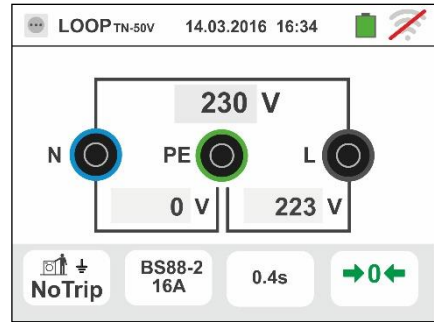 LOOP TN-50V 14.03.2016 16:34
230 V
N PE L
0 V 223 V
NoTrip
BS88-2
16A
0.4s
→0←